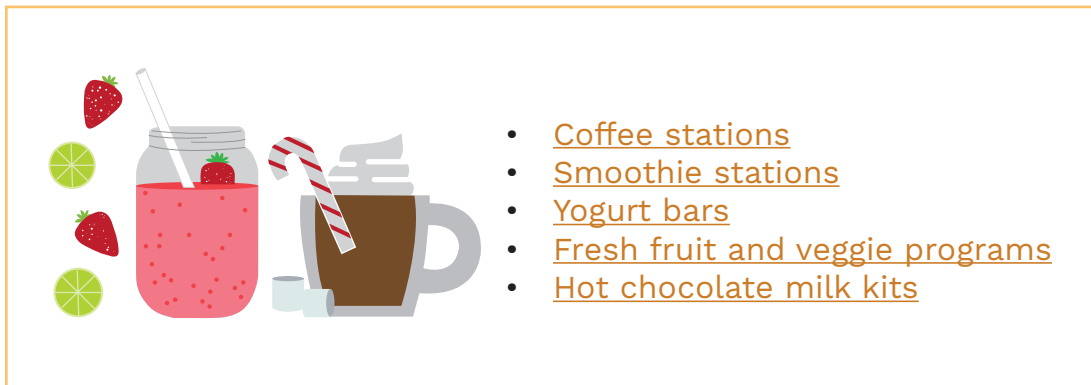 • Coffee stations
• Smoothie stations
• Yogurt bars
• Fresh fruit and veggie programs
• Hot chocolate milk kits